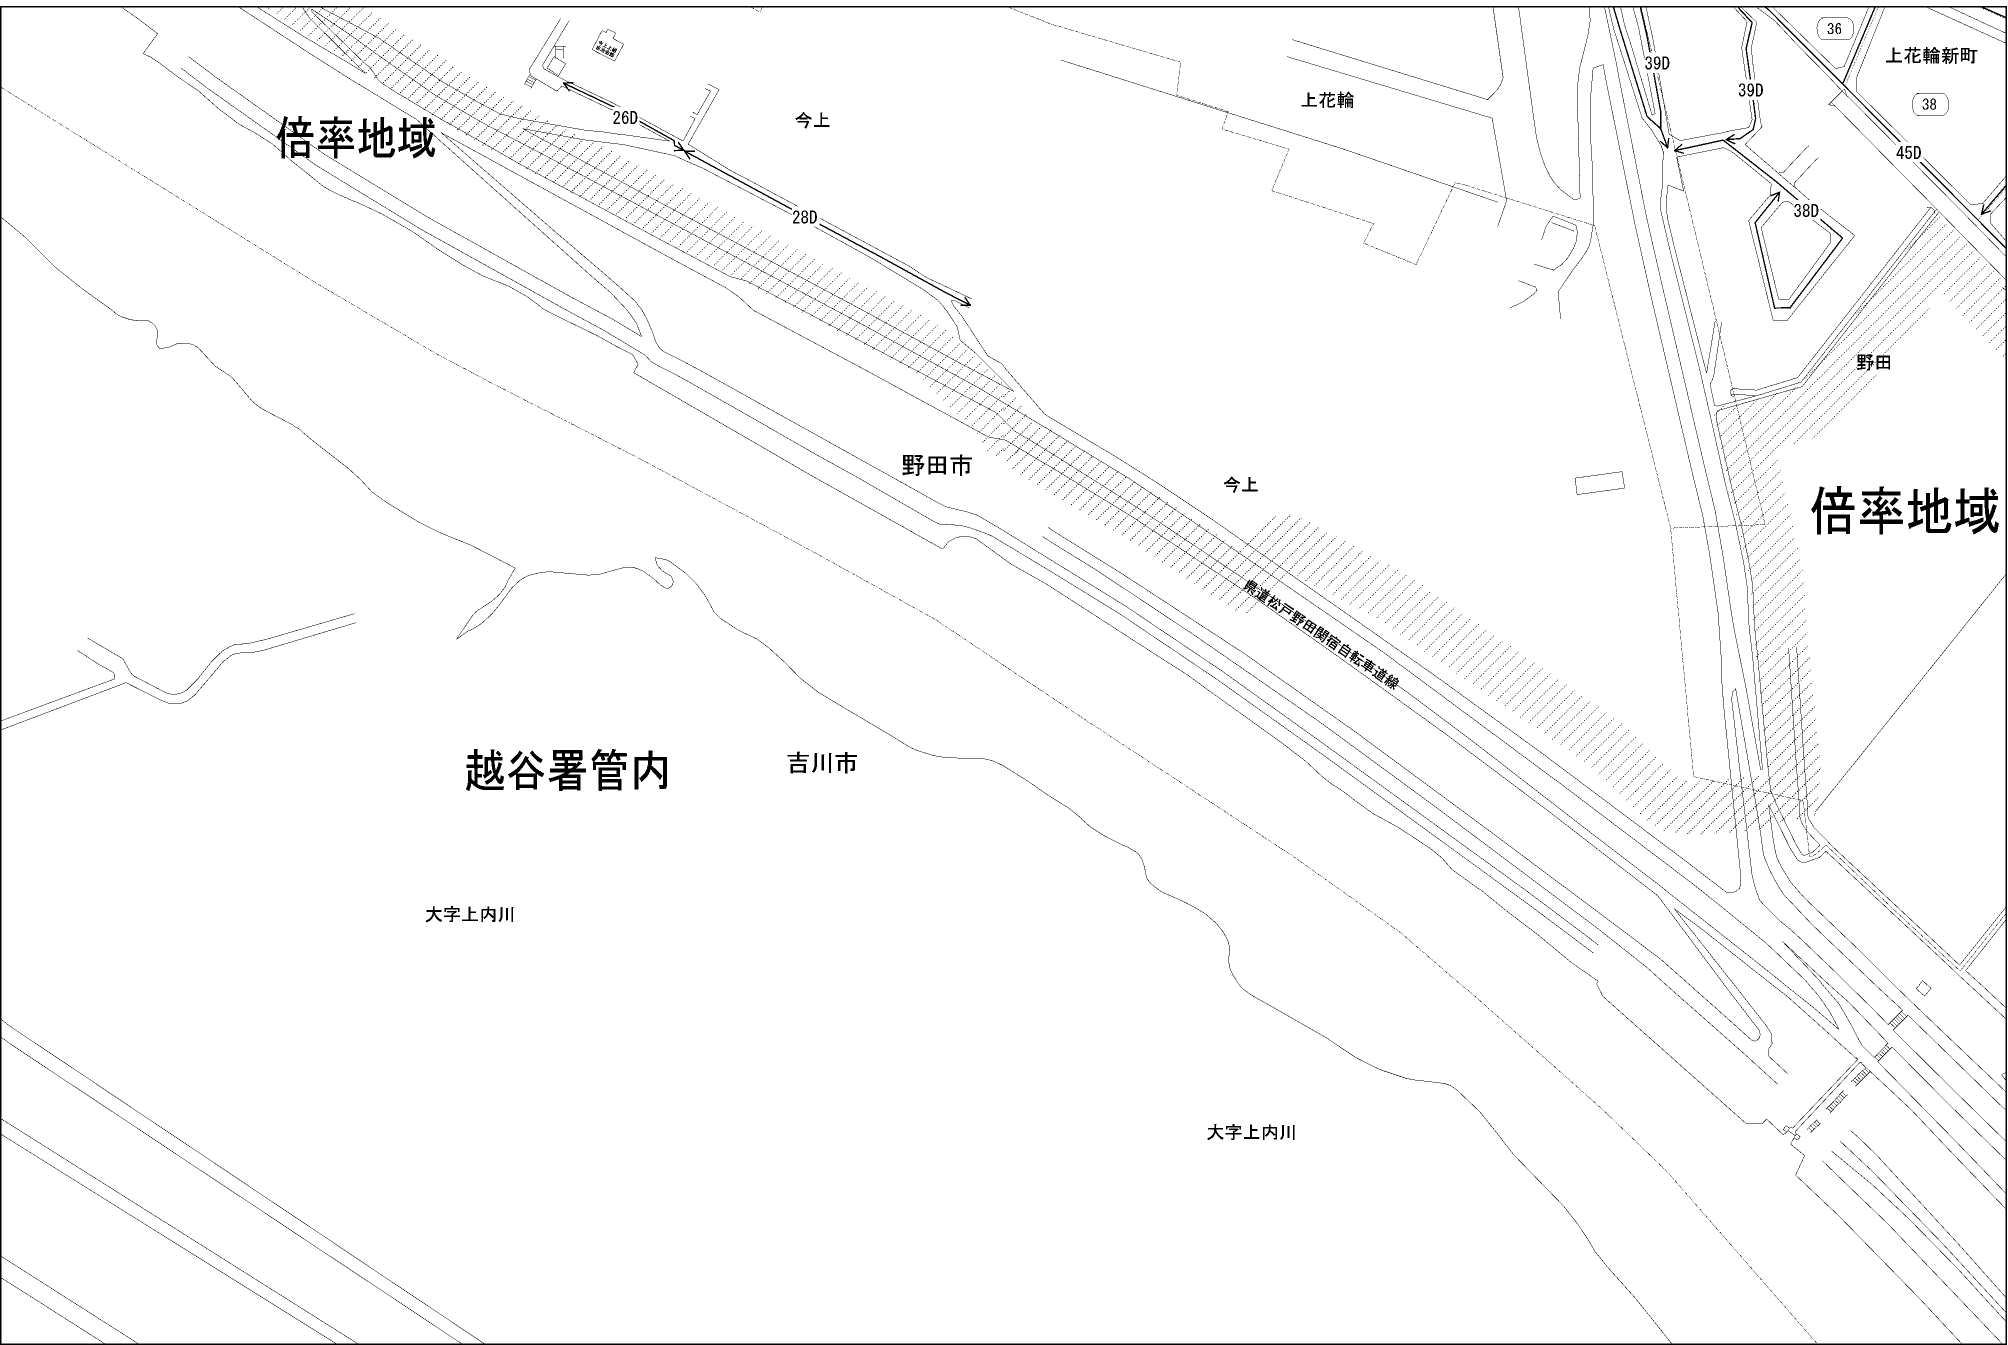 36
上花輪新町
39D
39D
上花輪
38
26D
今上
倍率地域
45D
28D
38D
野田
野田市
今上
倍率地域
県道松戸野田関宿自転車道線
越谷署管内
吉川市
大字上内川
大字上内川